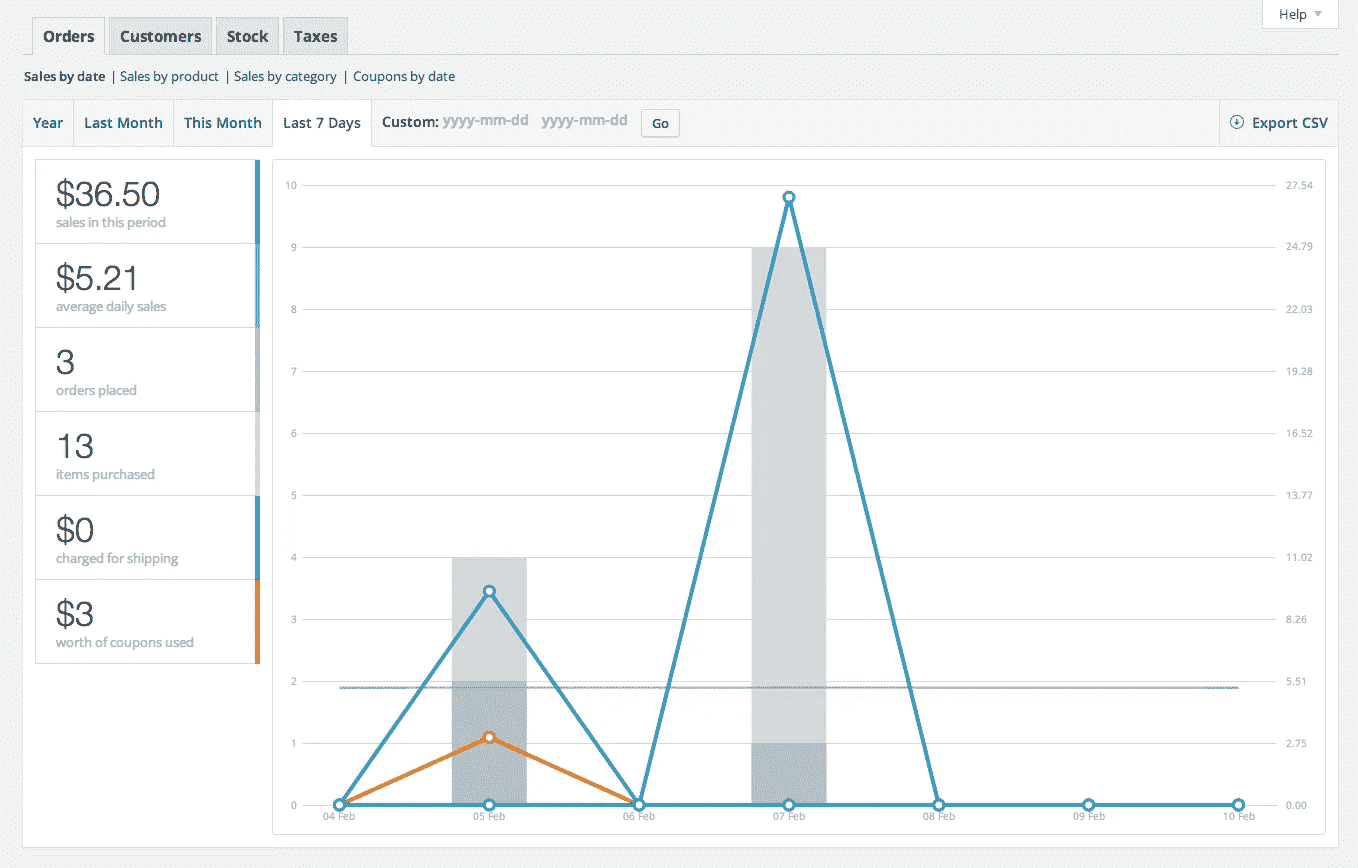 Help
Orders Customers Stock Taxes
Sales by date | Sales by product | Sales by category | Coupons by date
Year Last Month This Month Last 7 Days Custom: yyyy-mm-dd yyyy-mm-dd Go Export CSV
$36.50
sales in this period
$5.21
average daily sales
3
orders placed
13
items purchased
$0
charged for shipping
$3
worth of coupons used
10 27.54
9 24.79
8 22.03
7 19.28
6 16.52
5 13.77
4 11.02
3 8.26
2 5.51
1 2.75
0 0.00
04 Feb 05 Feb 06 Feb 07 Feb 08 Feb 09 Feb 10 Feb